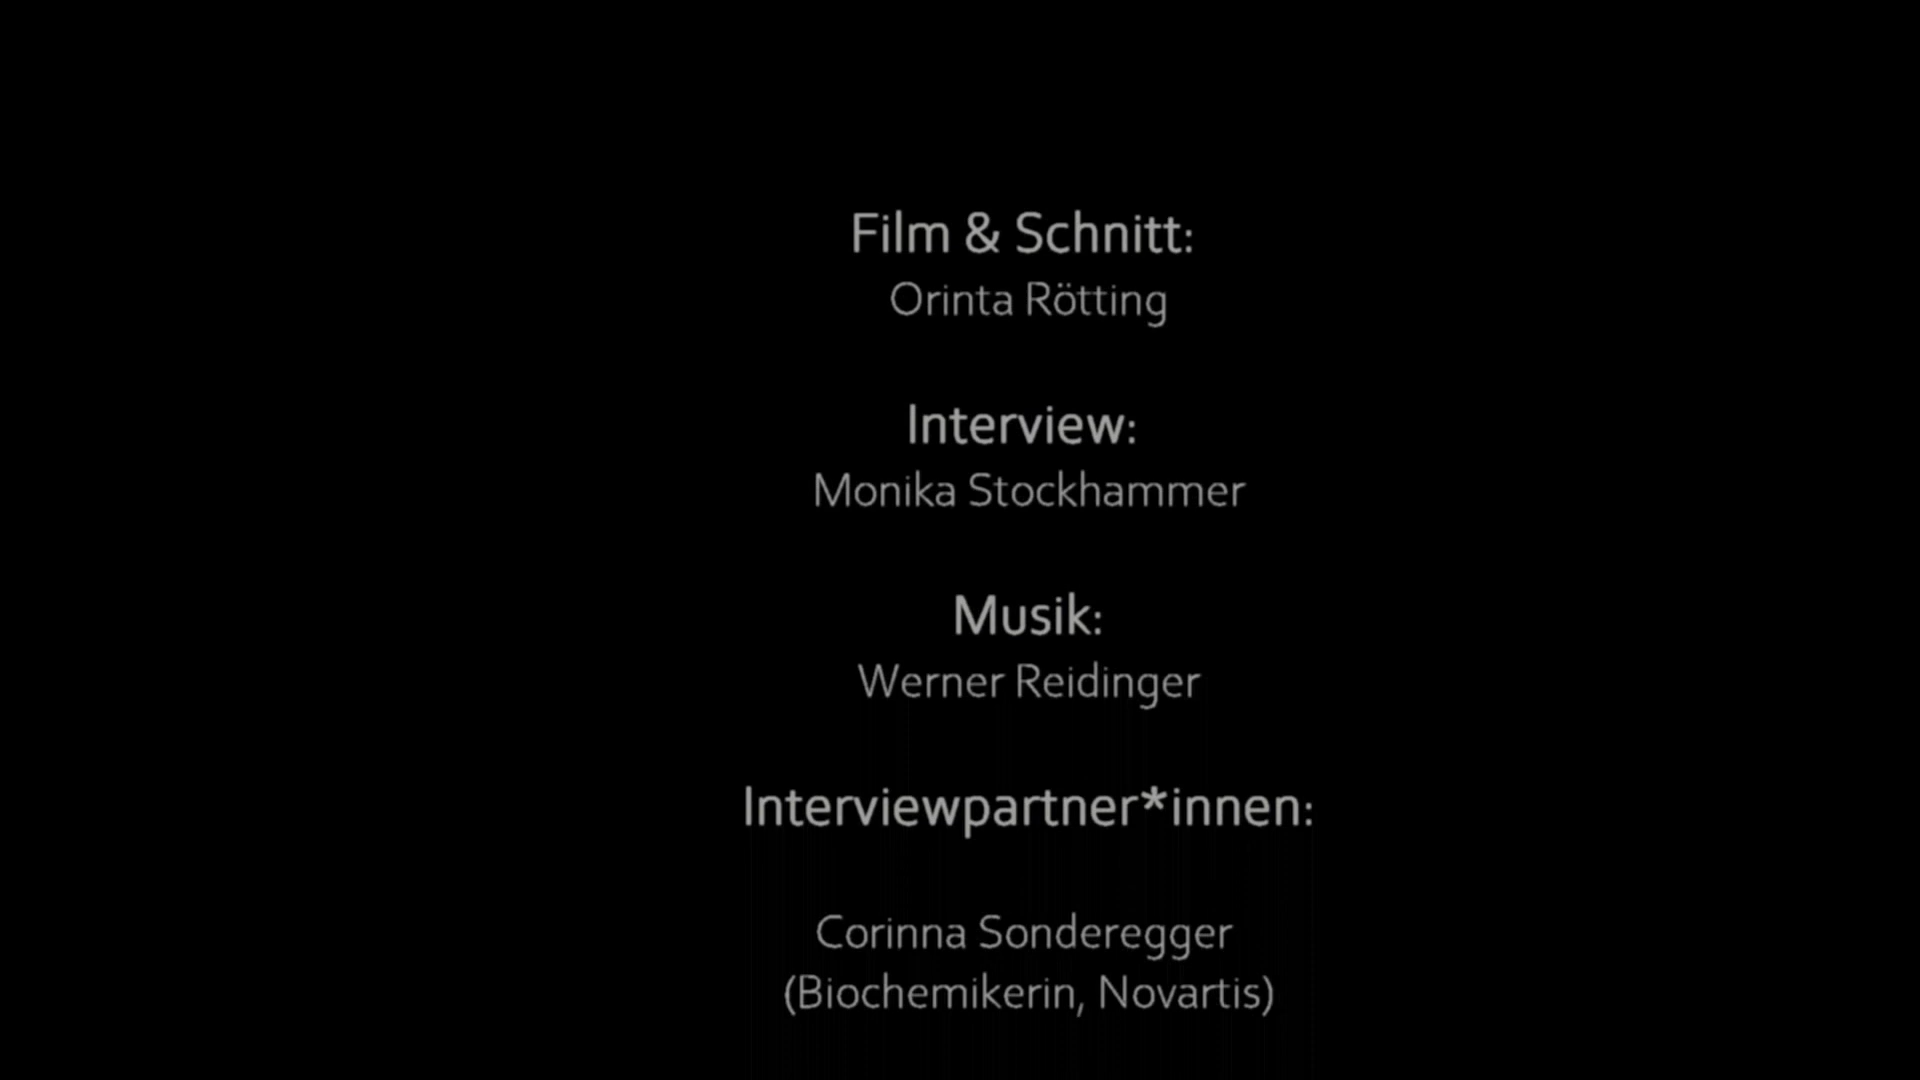 Film & Schnitt:
Orinta Rötting
Interview:
Monika Stockhammer
Musik:
Werner Reidinger
Interviewpartner*innen:
Corinna Sonderegger
(Biochemikerin, Novartis)